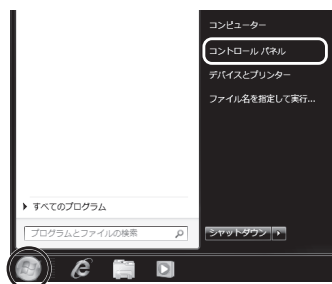 コンピューター
コントロール パネル
デバイスとプリンター
ファイル名を指定して実行...
すべてのプログラム
プログラムとファイルの検索
シャットダウン